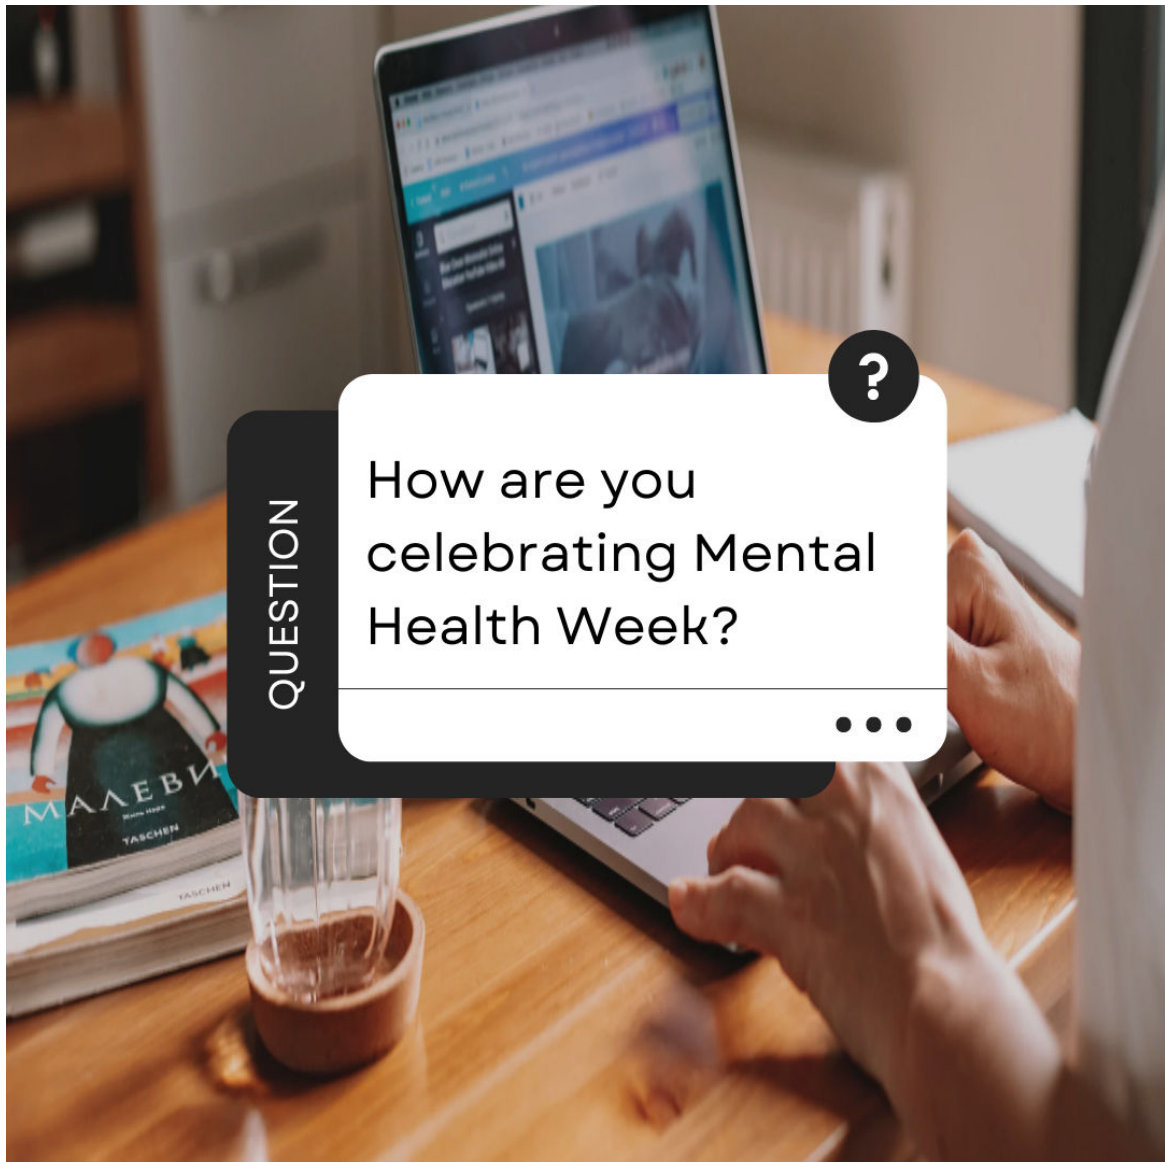 ?
How are you
celebrating Mental
Health Week?
QUESTION
МАЛЕВИ
TASCHEN
TASCHEN